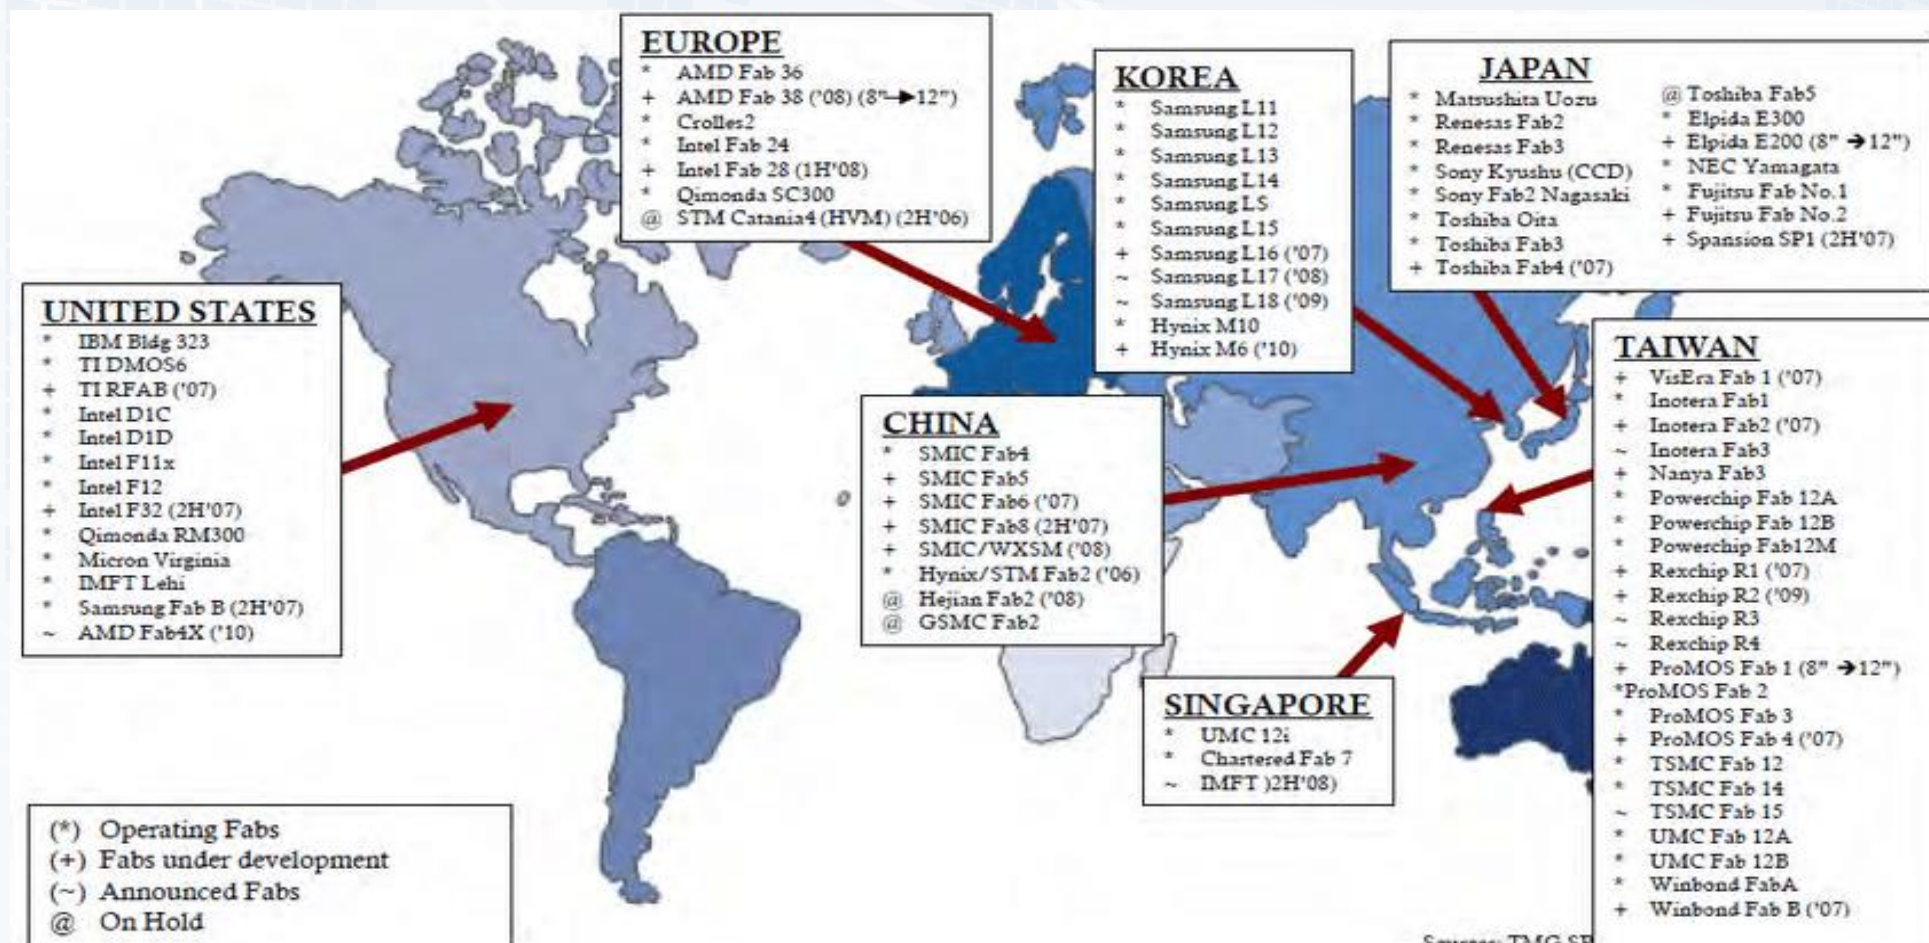 EUROPE
* AMD Fab 36
+ AMD Fab 38 ('08) (8"→12")
* Crolles2
* Intel Fab 24
+ Intel Fab 28 (1H'08)
* Qimonda SC300
@ STM Catania4 (HVM) (2H'06)
KOREA
* Samsung L11
* Samsung L12
* Samsung L13
* Samsung L14
* Samsung LS
* Samsung L15
+ Samsung L16 ('07)
~ Samsung L17 ('08)
~ Samsung L18 ('09)
* Hynix M10
+ Hynix M6 ('10)
JAPAN
* Matsushita Uozu
* Renesas Fab2
* Renesas Fab3
* Sony Kyushu (CCD)
* Sony Fab2 Nagasaki
* Toshiba Oita
* Toshiba Fab3
+ Toshiba Fab4 ('07)
@ Toshiba Fab5
* Elpida E300
+ Elpida E200 (8" →12")
* NEC Yamagata
* Fujitsu Fab No.1
+ Fujitsu Fab No.2
+ Spansion SP1 (2H'07)
UNITED STATES
* IBM Bldg 323
* TI DMOS6
+ TI RFAB ('07)
* Intel D1C
* Intel D1D
* Intel F11x
* Intel F12
+ Intel F32 (2H'07)
* Qimonda RM300
* Micron Virginia
* IMFT Lehi
* Samsung Fab B (2H'07)
~ AMD Fab4X ('10)
CHINA
* SMIC Fab4
+ SMIC Fab5
+ SMIC Fab6 ('07)
+ SMIC Fab8 (2H'07)
+ SMIC/WXSM ('08)
* Hynix/STM Fab2 ('06)
@ Hejian Fab2 ('08)
@ GSMC Fab2
TAIWAN
+ VisEra Fab 1 ('07)
* Inotera Fab1
+ Inotera Fab2 ('07)
~ Inotera Fab3
+ Nanya Fab3
* Powerchip Fab 12A
* Powerchip Fab 12B
* Powerchip Fab12M
+ Rexchip R1 ('07)
+ Rexchip R2 ('09)
~ Rexchip R3
~ Rexchip R4
+ ProMOS Fab 1 (8" →12")
*ProMOS Fab 2
* ProMOS Fab 3
+ ProMOS Fab 4 ('07)
* TSMC Fab 12
* TSMC Fab 14
~ TSMC Fab 15
* UMC Fab 12A
* UMC Fab 12B
* Winbond FabA
+ Winbond Fab B ('07)
SINGAPORE
* UMC 12i
* Chartered Fab 7
~ IMFT )2H'08)
(*) Operating Fabs
(+) Fabs under development
(~) Announced Fabs
@ On Hold
TMG